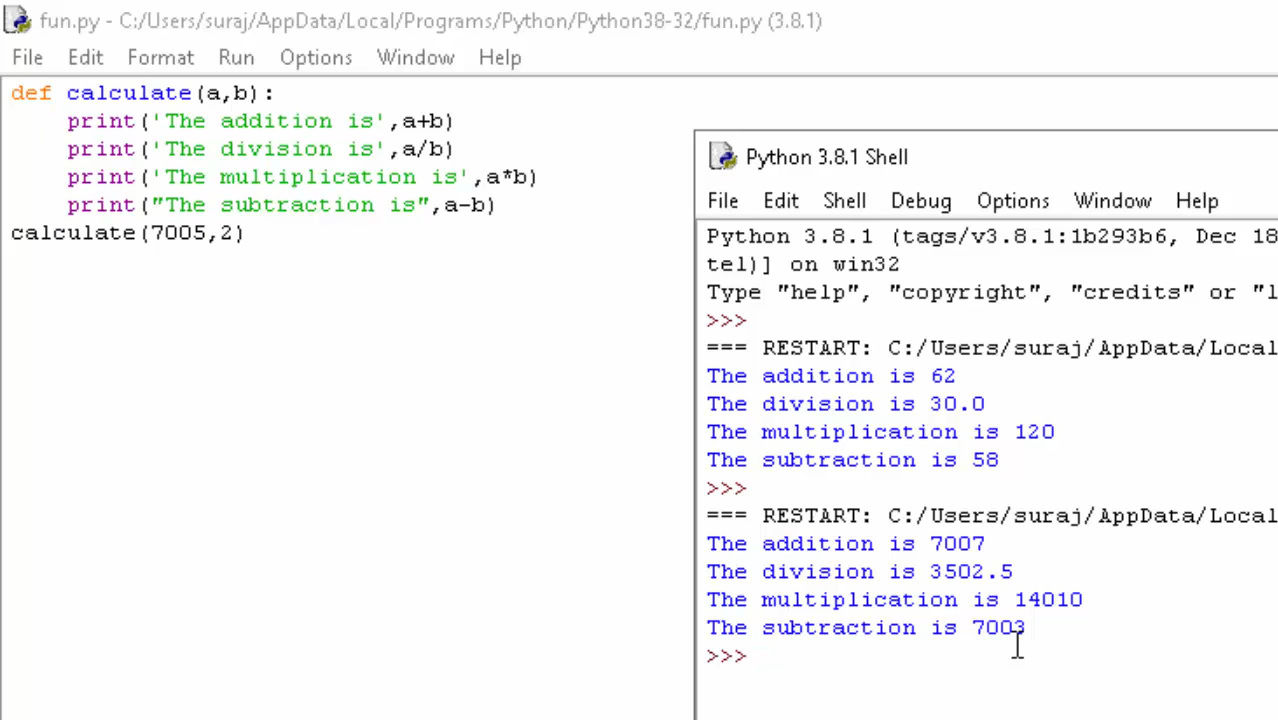 fun.py - C:/Users/suraj/AppData/Local/Programs/Python/Python38-32/fun.py (3.8.1)
File Edit Format Run Options Window Help
def calculate(a,b):
    print('The addition is',a+b)
    print('The division is',a/b)
    print('The multiplication is',a*b)
    print("The subtraction is",a-b)
calculate(7005,2)
Python 3.8.1 Shell
File Edit Shell Debug Options Window Help
Python 3.8.1 (tags/v3.8.1:1b293b6, Dec 18
tel)] on win32
Type "help", "copyright", "credits" or "l
>>>
=== RESTART: C:/Users/suraj/AppData/Local
The addition is 62
The division is 30.0
The multiplication is 120
The subtraction is 58
>>>
=== RESTART: C:/Users/suraj/AppData/Local
The addition is 7007
The division is 3502.5
The multiplication is 14010
The subtraction is 7003
>>>